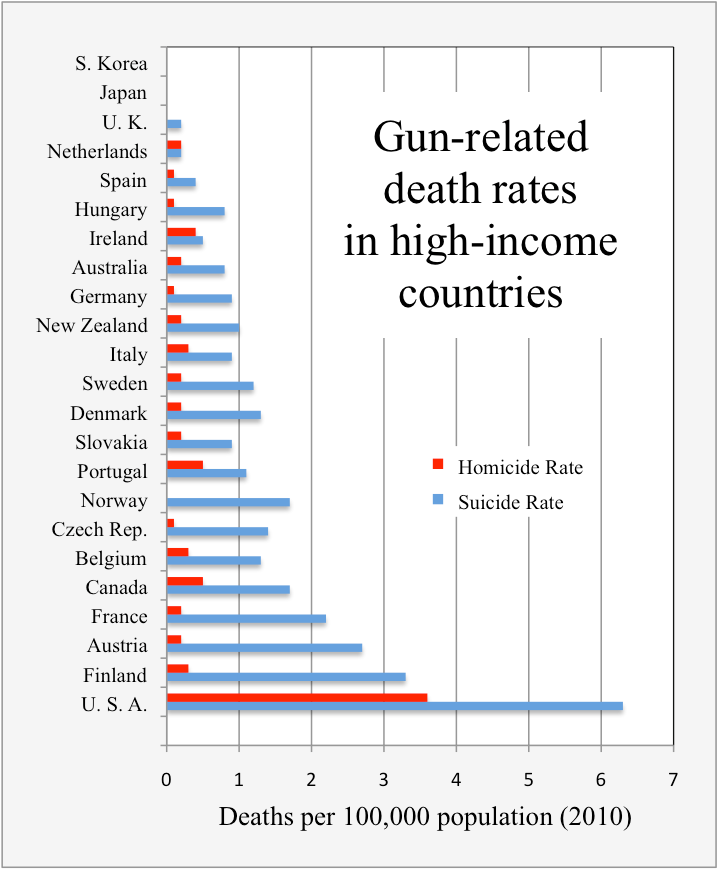 S. Korea
Japan
U. K.
Netherlands
Spain
Hungary
Ireland
Australia
Germany
New Zealand
Italy
Sweden
Denmark
Slovakia
Portugal
Norway
Czech Rep.
Belgium
Canada
France
Austria
Finland
U. S. A.
Gun-related
death rates
in high-income
countries
Homicide Rate
Suicide Rate
0 1 2 3 4 5 6 7
Deaths per 100,000 population (2010)